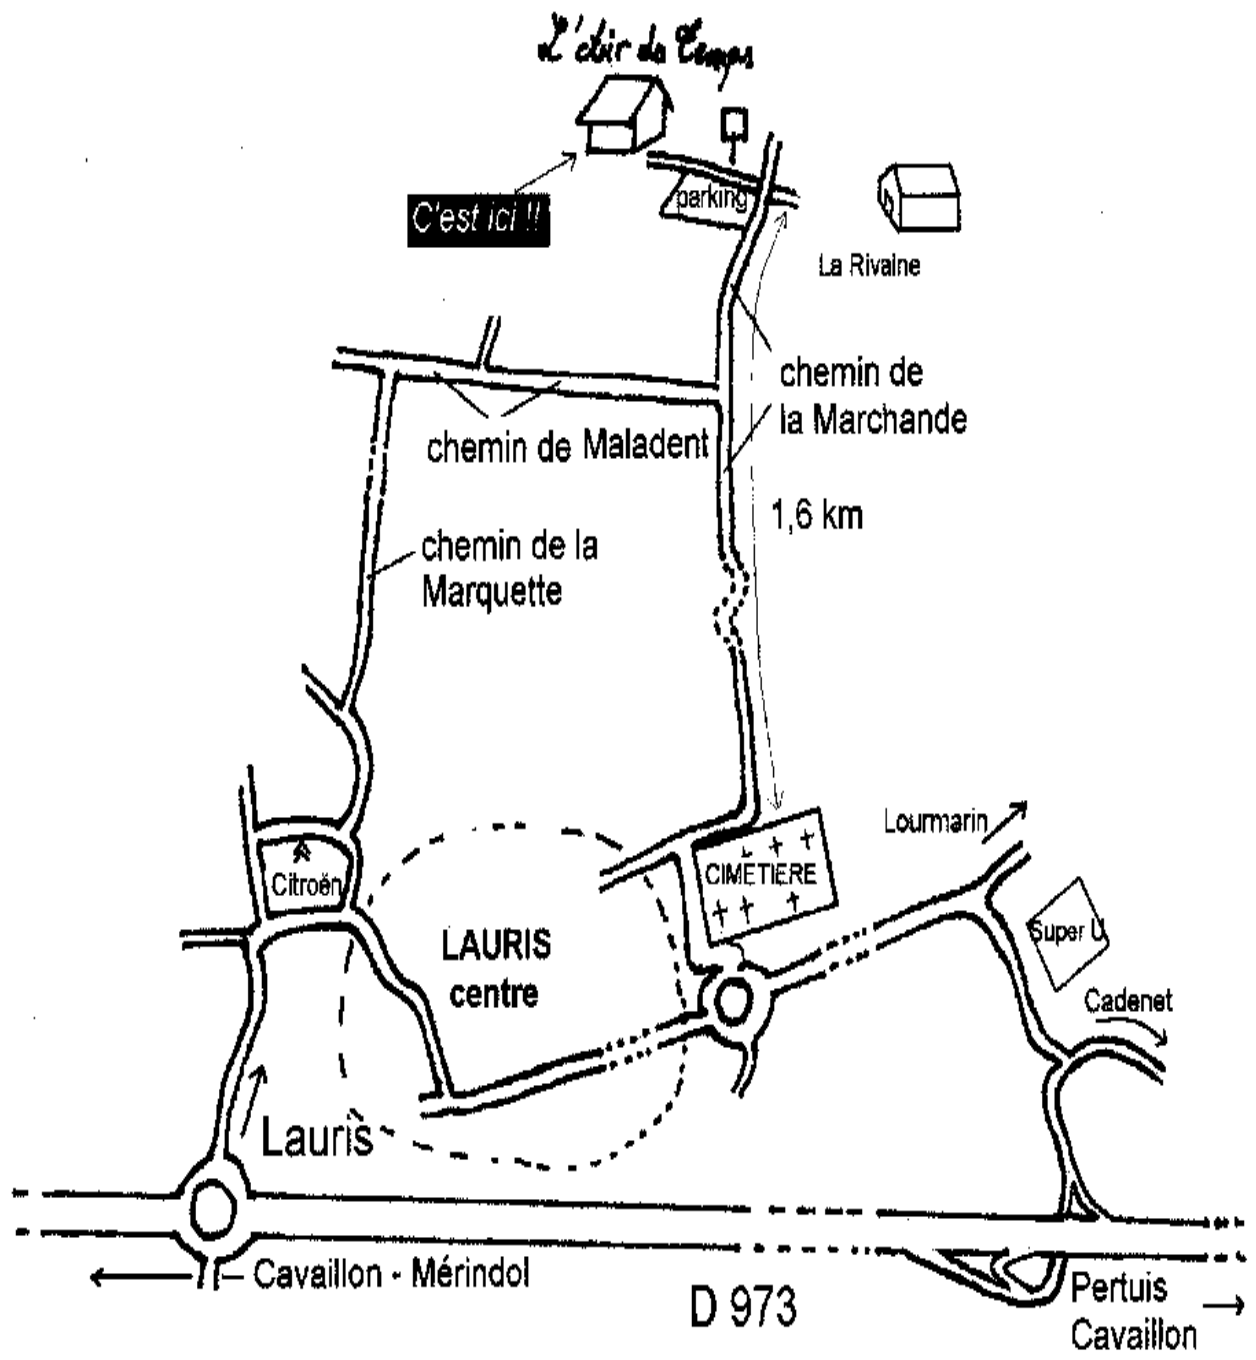 L'air du Temps
C'est ici !!
parking
La Rivaine
chemin de
la Marchande
chemin de Maladent
1,6 km
chemin de la
Marquette
Lourmarin
Citroën
CIMETIERE
LAURIS
centre
Super U
Cadenet
Lauris
Cavaillon - Mérindol
D 973
Pertuis
Cavaillon